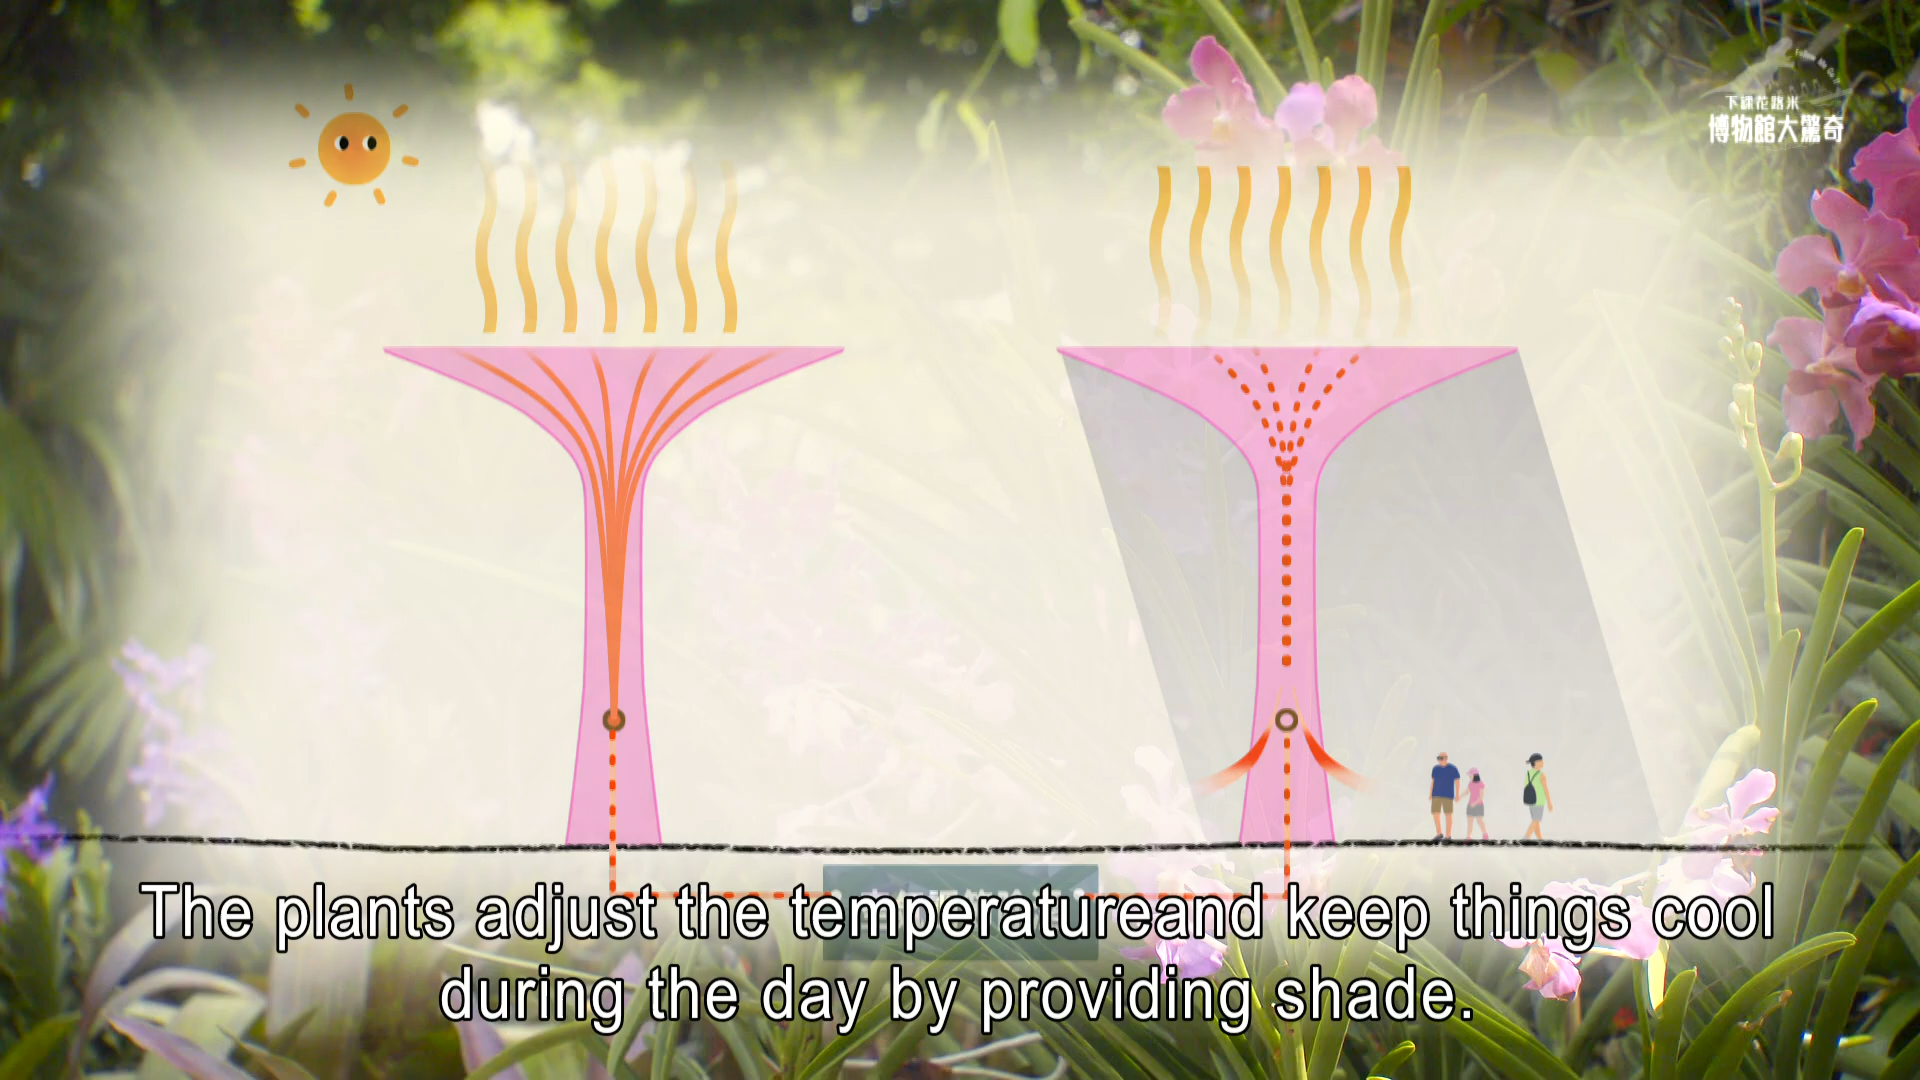 下課花路米
博物館大驚奇
The plants adjust the temperatureand keep things cool
during the day by providing shade.